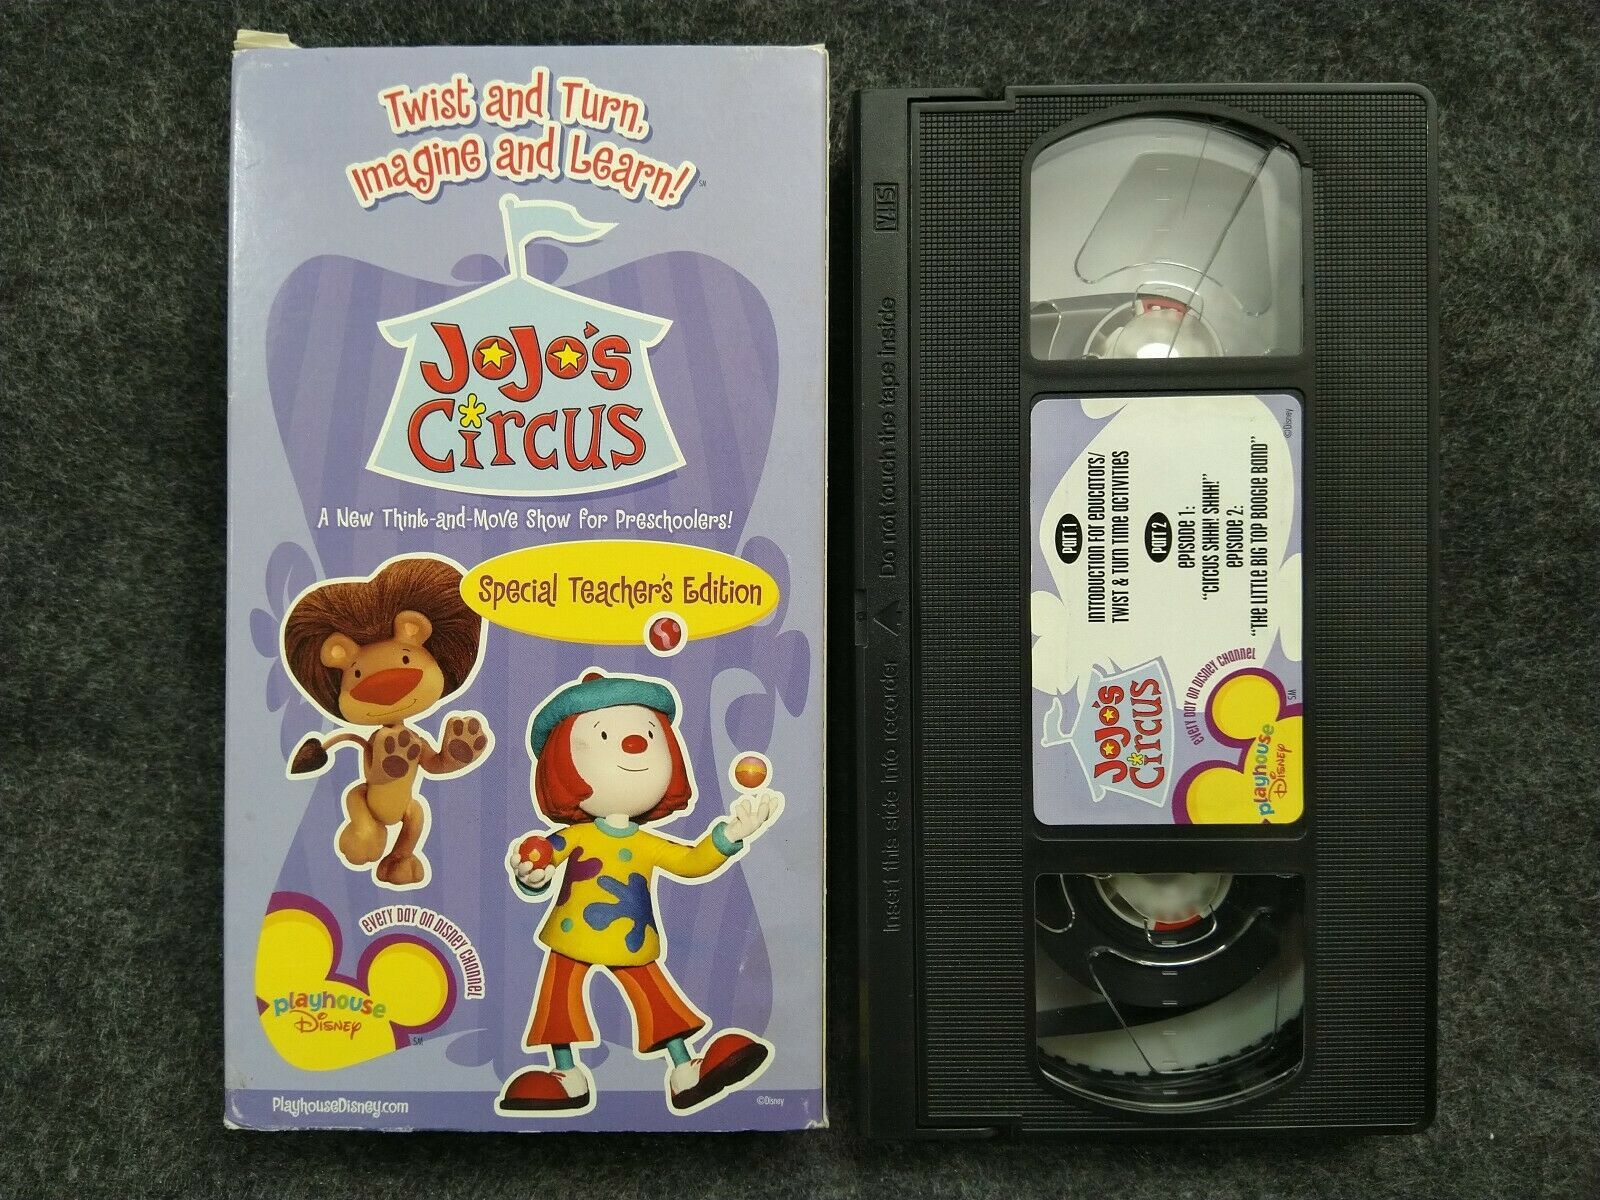 Twist and Turn,
Imagine and Learn!
SM
JoJo's
Circus
A New Think-and-Move Show for Preschoolers!
Special Teacher's Edition
every day on Disney Channel
playhouse
Disney
SM
PlayhouseDisney.com
©Disney
VHS
Do not touch the tape inside
Insert this side into recorder
PART 1
INTRODUCTION FOR EDUCATORS/
TWIST & TURN TIME ACTIVITIES
PART 2
EPISODE 1:
"CIRCUS SHHH! SHHH!"
EPISODE 2:
"THE LITTLE BIG TOP BOOGIE BAND"
©Disney
JoJo's
Circus
every day on Disney Channel
playhouse
Disney
SM